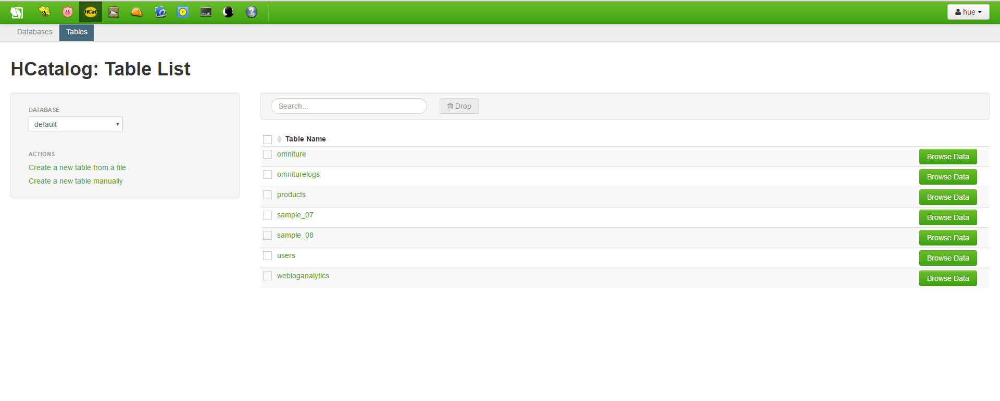 HCat
>HUE
?
hue
Databases Tables
HCatalog: Table List
DATABASE
default
ACTIONS
Create a new table from a file
Create a new table manually
Search...
Drop
Table Name
omniture Browse Data
omniturelogs Browse Data
products Browse Data
sample_07 Browse Data
sample_08 Browse Data
users Browse Data
webloganalytics Browse Data